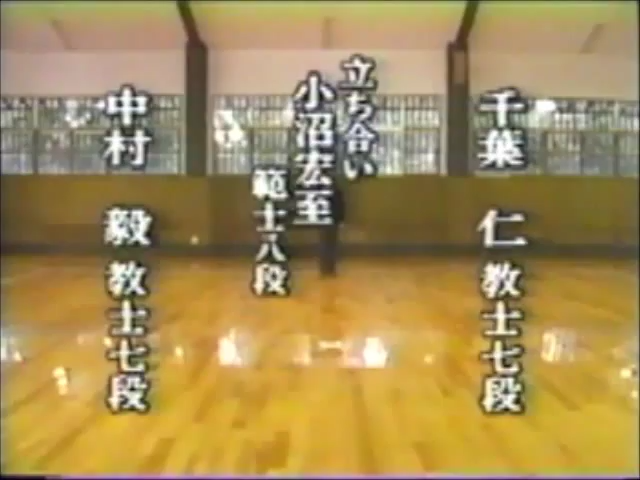 千葉 仁 教士七段
立ち合い
小沼宏至
範士八段
中村 毅 教士七段